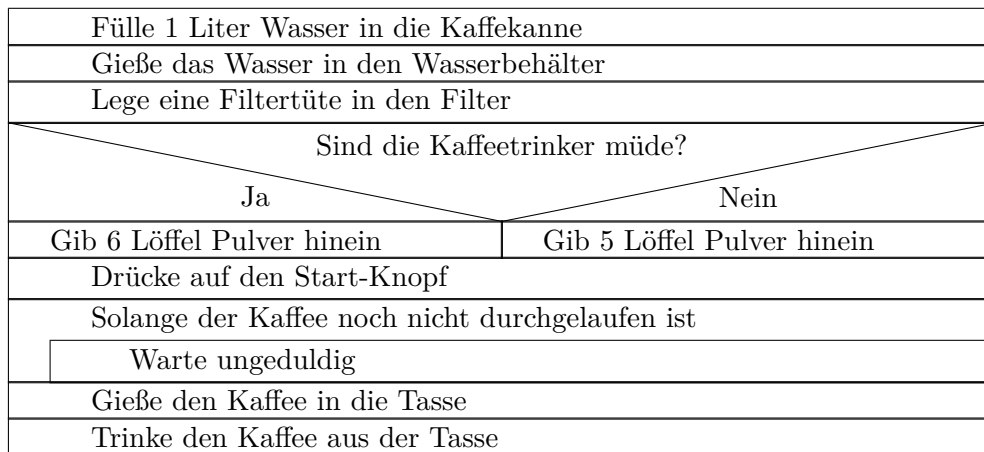 Fülle 1 Liter Wasser in die Kaffekanne
Gieße das Wasser in den Wasserbehälter
Lege eine Filtertüte in den Filter
Sind die Kaffeetrinker müde?
Ja Nein
Gib 6 Löffel Pulver hinein Gib 5 Löffel Pulver hinein
Drücke auf den Start-Knopf
Solange der Kaffee noch nicht durchgelaufen ist
Warte ungeduldig
Gieße den Kaffee in die Tasse
Trinke den Kaffee aus der Tasse